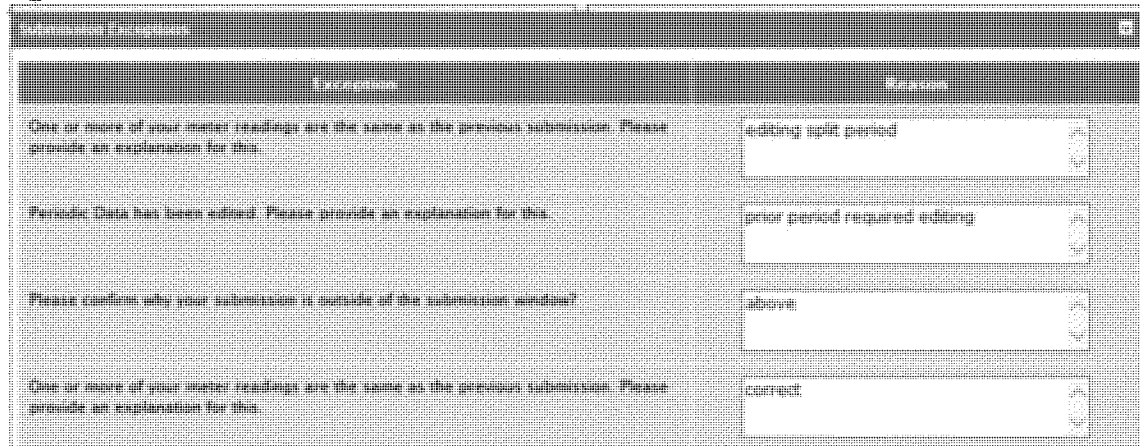 Submission Exceptions
Exception
Reason
One or more of your meter readings are the same as the previous submission. Please
provide an explanation for this.
editing split period
Periodic Data has been edited. Please provide an explanation for this.
prior period required editing
Please confirm why your submission is outside of the submission window?
above
One or more of your meter readings are the same as the previous submission. Please
provide an explanation for this.
correct